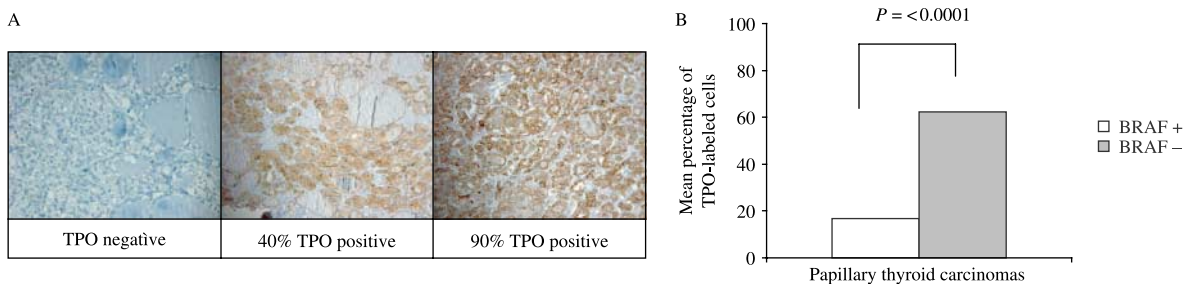 A
TPO negative
40% TPO positive
90% TPO positive
B
P = <0.0001
Mean percentage of
TPO-labeled cells
100
80
60
40
20
0
Papillary thyroid carcinomas
BRAF +
BRAF –